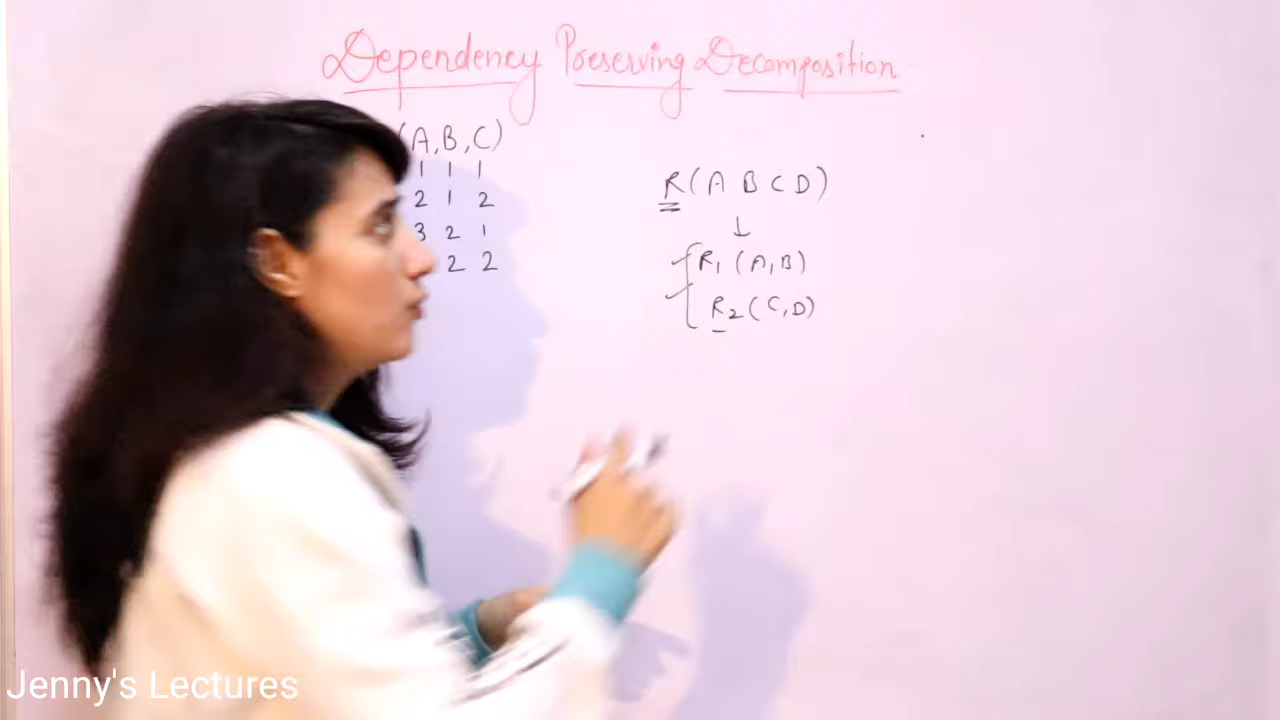 Dependency Preserving Decomposition
(A,B,C)
1 1 1
2 1 2
3 2 1
2 2
R(A B C D)
↓
R1 (A,B)
R2 (C,D)
Jenny's Lectures